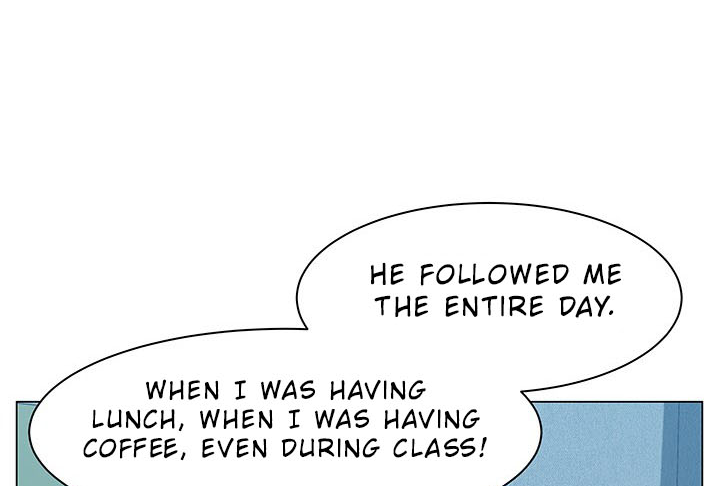 HE FOLLOWED ME
THE ENTIRE DAY.
WHEN I WAS HAVING
LUNCH, WHEN I WAS HAVING
COFFEE, EVEN DURING CLASS!